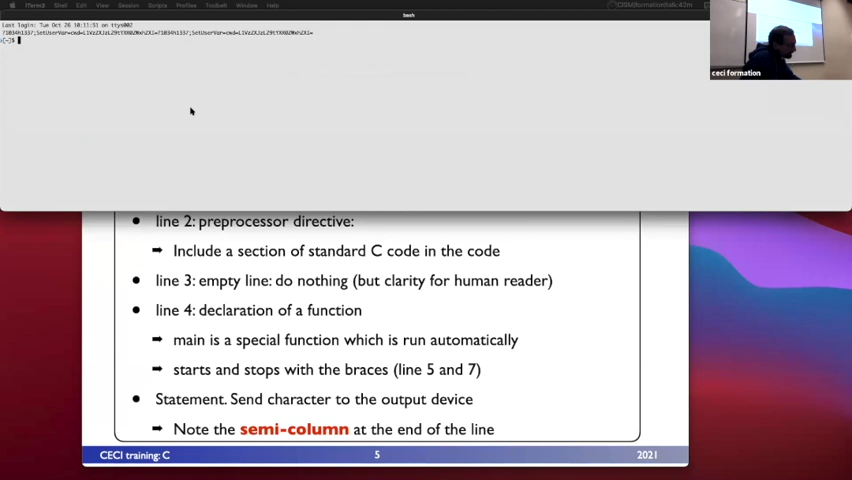 iTerm2 Shell Edit View Session Scripts Profiles Toolbelt Window Help
bash
Last login: Tue Oct 26 10:11:51 on ttys002
[~]$
ceci formation
● line 2: preprocessor directive:
➡ Include a section of standard C code in the code
● line 3: empty line: do nothing (but clarity for human reader)
● line 4: declaration of a function
➡ main is a special function which is run automatically
➡ starts and stops with the braces (line 5 and 7)
● Statement. Send character to the output device
➡ Note the semi-column at the end of the line
CECI training: C 5 2021